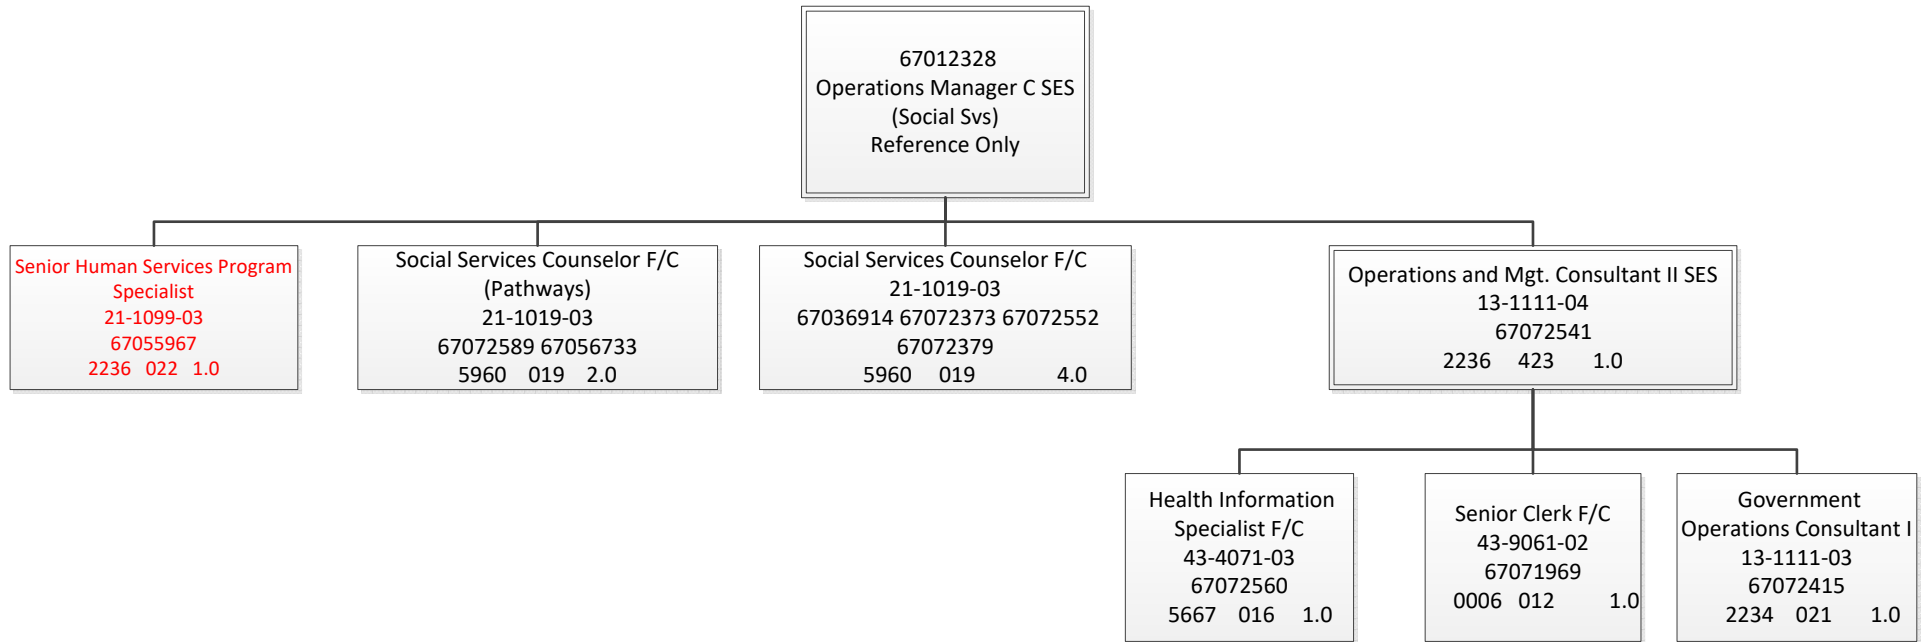 67012328
Operations Manager C SES
(Social Svs)
Reference Only
Senior Human Services Program
Specialist
21-1099-03
67055967
2236 022 1.0
Social Services Counselor F/C
(Pathways)
21-1019-03
67072589 67056733
5960 019 2.0
Social Services Counselor F/C
21-1019-03
67036914 67072373 67072552
67072379
5960 019 4.0
Operations and Mgt. Consultant II SES
13-1111-04
67072541
2236 423 1.0
Health Information
Specialist F/C
43-4071-03
67072560
5667 016 1.0
Senior Clerk F/C
43-9061-02
67071969
0006 012 1.0
Government
Operations Consultant I
13-1111-03
67072415
2234 021 1.0